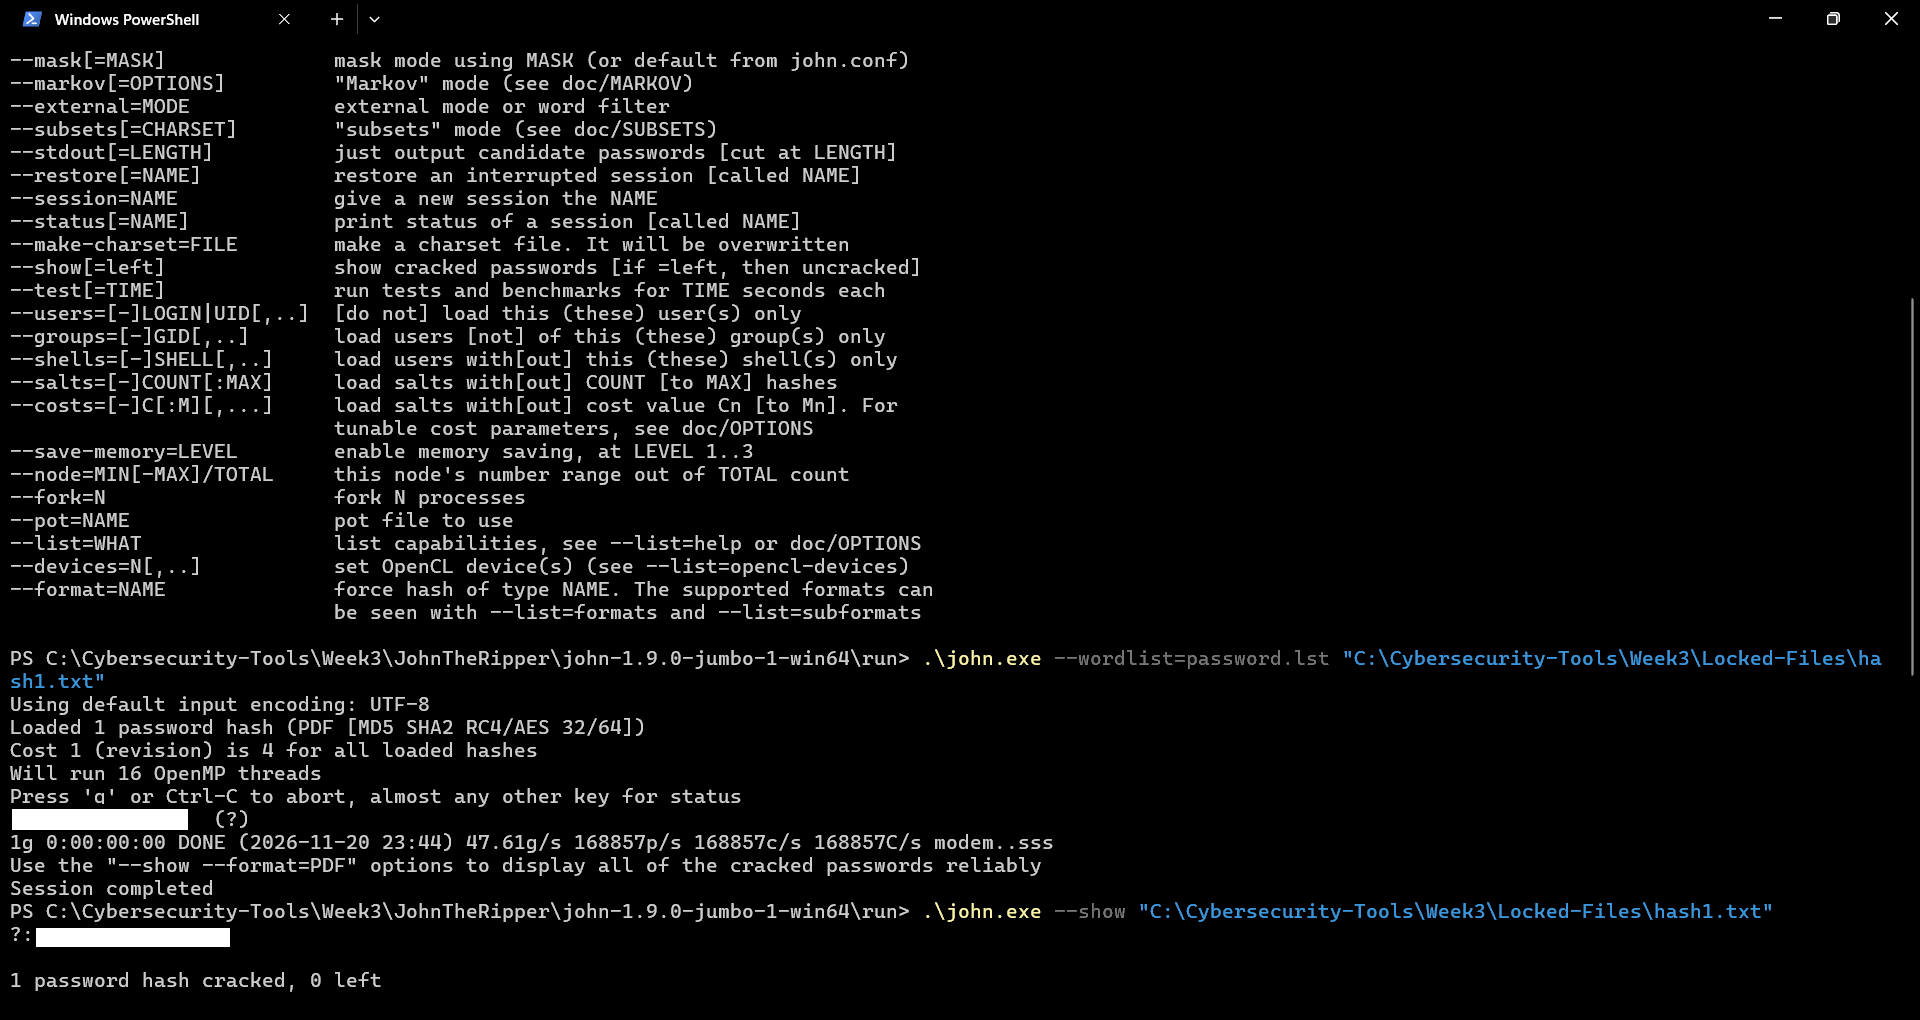 Windows PowerShell
--mask[=MASK]              mask mode using MASK (or default from john.conf)
--markov[=OPTIONS]         "Markov" mode (see doc/MARKOV)
--external=MODE            external mode or word filter
--subsets[=CHARSET]        "subsets" mode (see doc/SUBSETS)
--stdout[=LENGTH]          just output candidate passwords [cut at LENGTH]
--restore[=NAME]           restore an interrupted session [called NAME]
--session=NAME             give a new session the NAME
--status[=NAME]            print status of a session [called NAME]
--make-charset=FILE        make a charset file. It will be overwritten
--show[=left]              show cracked passwords [if =left, then uncracked]
--test[=TIME]              run tests and benchmarks for TIME seconds each
--users=[-]LOGIN|UID[,..]  [do not] load this (these) user(s) only
--groups=[-]GID[,..]       load users [not] of this (these) group(s) only
--shells=[-]SHELL[,..]     load users with[out] this (these) shell(s) only
--salts=[-]COUNT[:MAX]     load salts with[out] COUNT [to MAX] hashes
--costs=[-]C[:M][,...]     load salts with[out] cost value Cn [to Mn]. For
                           tunable cost parameters, see doc/OPTIONS
--save-memory=LEVEL        enable memory saving, at LEVEL 1..3
--node=MIN[-MAX]/TOTAL     this node's number range out of TOTAL count
--fork=N                   fork N processes
--pot=NAME                 pot file to use
--list=WHAT                list capabilities, see --list=help or doc/OPTIONS
--devices=N[,..]           set OpenCL device(s) (see --list=opencl-devices)
--format=NAME              force hash of type NAME. The supported formats can
                           be seen with --list=formats and --list=subformats
PS C:\Cybersecurity-Tools\Week3\JohnTheRipper\john-1.9.0-jumbo-1-win64\run> .\john.exe --wordlist=password.lst "C:\Cybersecurity-Tools\Week3\Locked-Files\ha
sh1.txt"
Using default input encoding: UTF-8
Loaded 1 password hash (PDF [MD5 SHA2 RC4/AES 32/64])
Cost 1 (revision) is 4 for all loaded hashes
Will run 16 OpenMP threads
Press 'q' or Ctrl-C to abort, almost any other key for status
(?)
1g 0:00:00:00 DONE (2026-11-20 23:44) 47.61g/s 168857p/s 168857c/s 168857C/s modem..sss
Use the "--show --format=PDF" options to display all of the cracked passwords reliably
Session completed
PS C:\Cybersecurity-Tools\Week3\JohnTheRipper\john-1.9.0-jumbo-1-win64\run> .\john.exe --show "C:\Cybersecurity-Tools\Week3\Locked-Files\hash1.txt"
?:
1 password hash cracked, 0 left